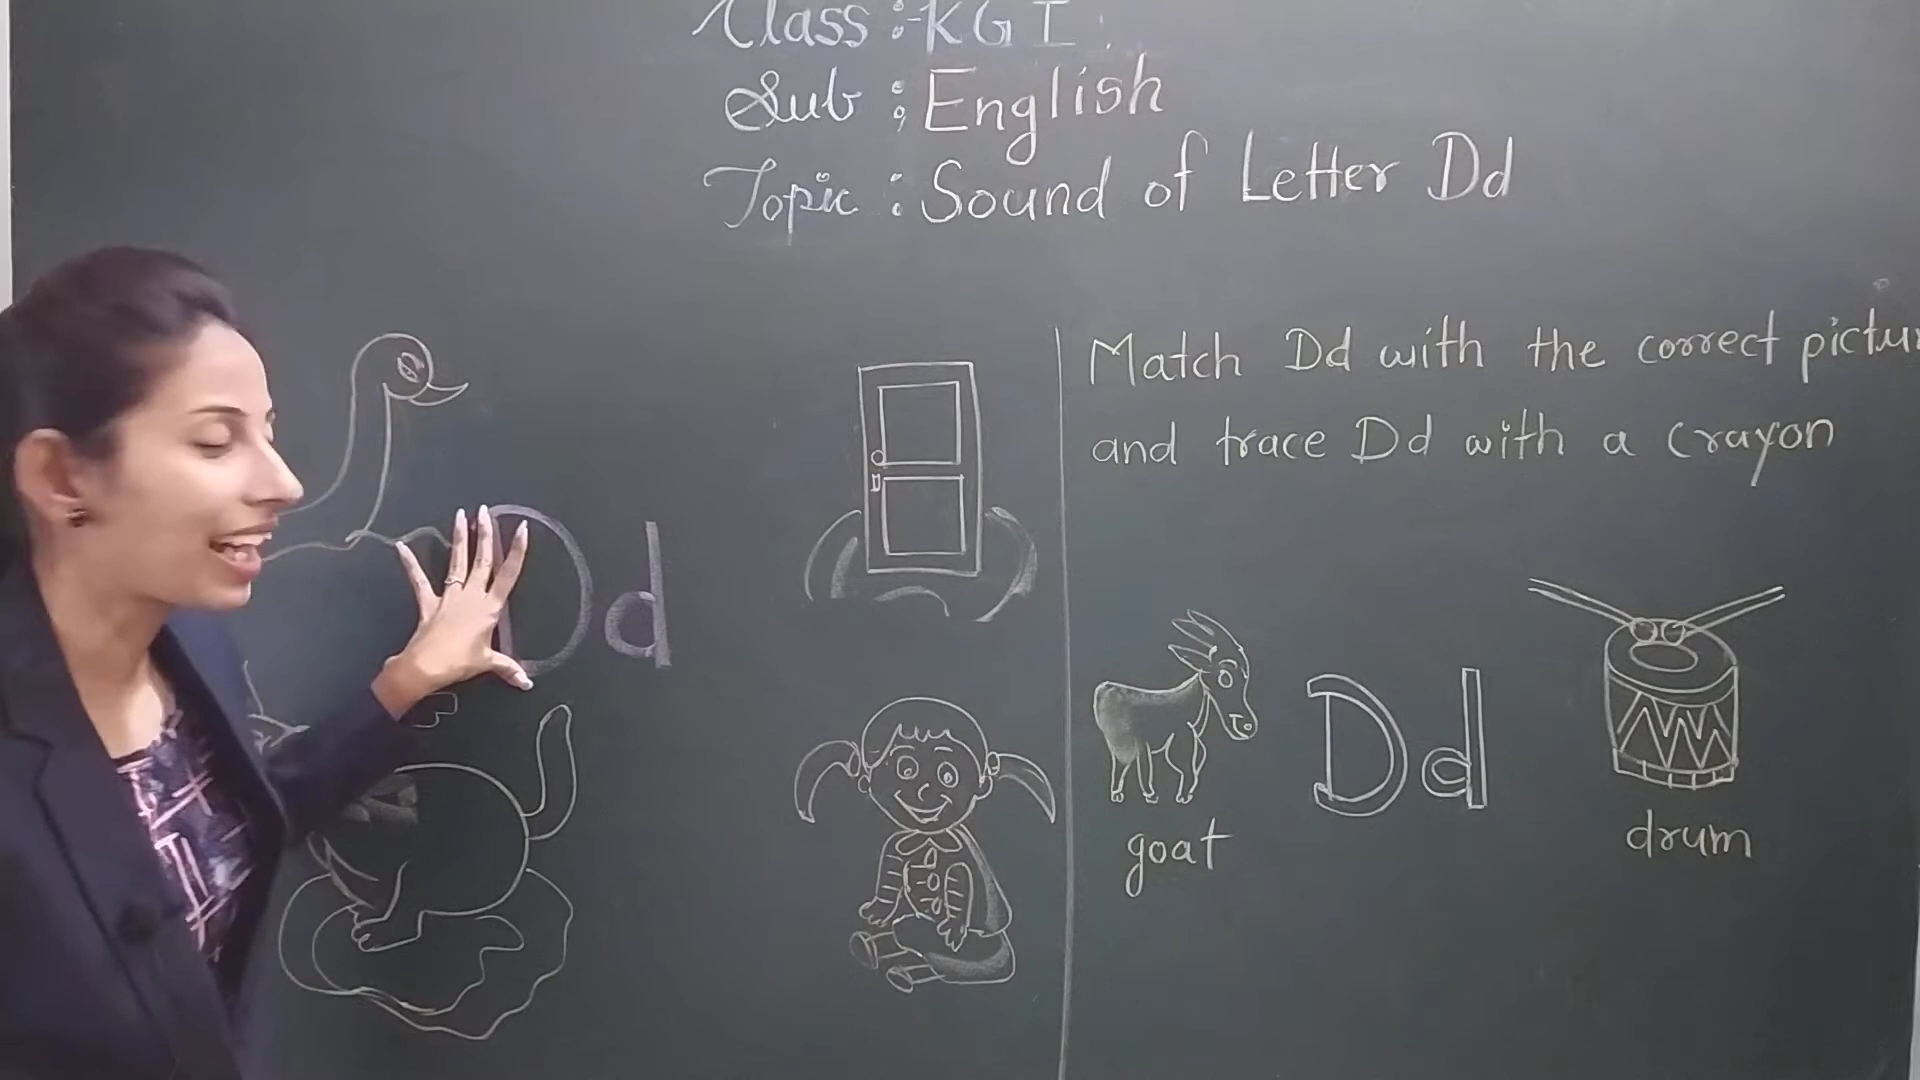 Class :- KG I.
Sub : English
Topic : Sound of Letter Dd
Match Dd with the correct pictur
and trace Dd with a crayon
Dd
Dd
goat
drum